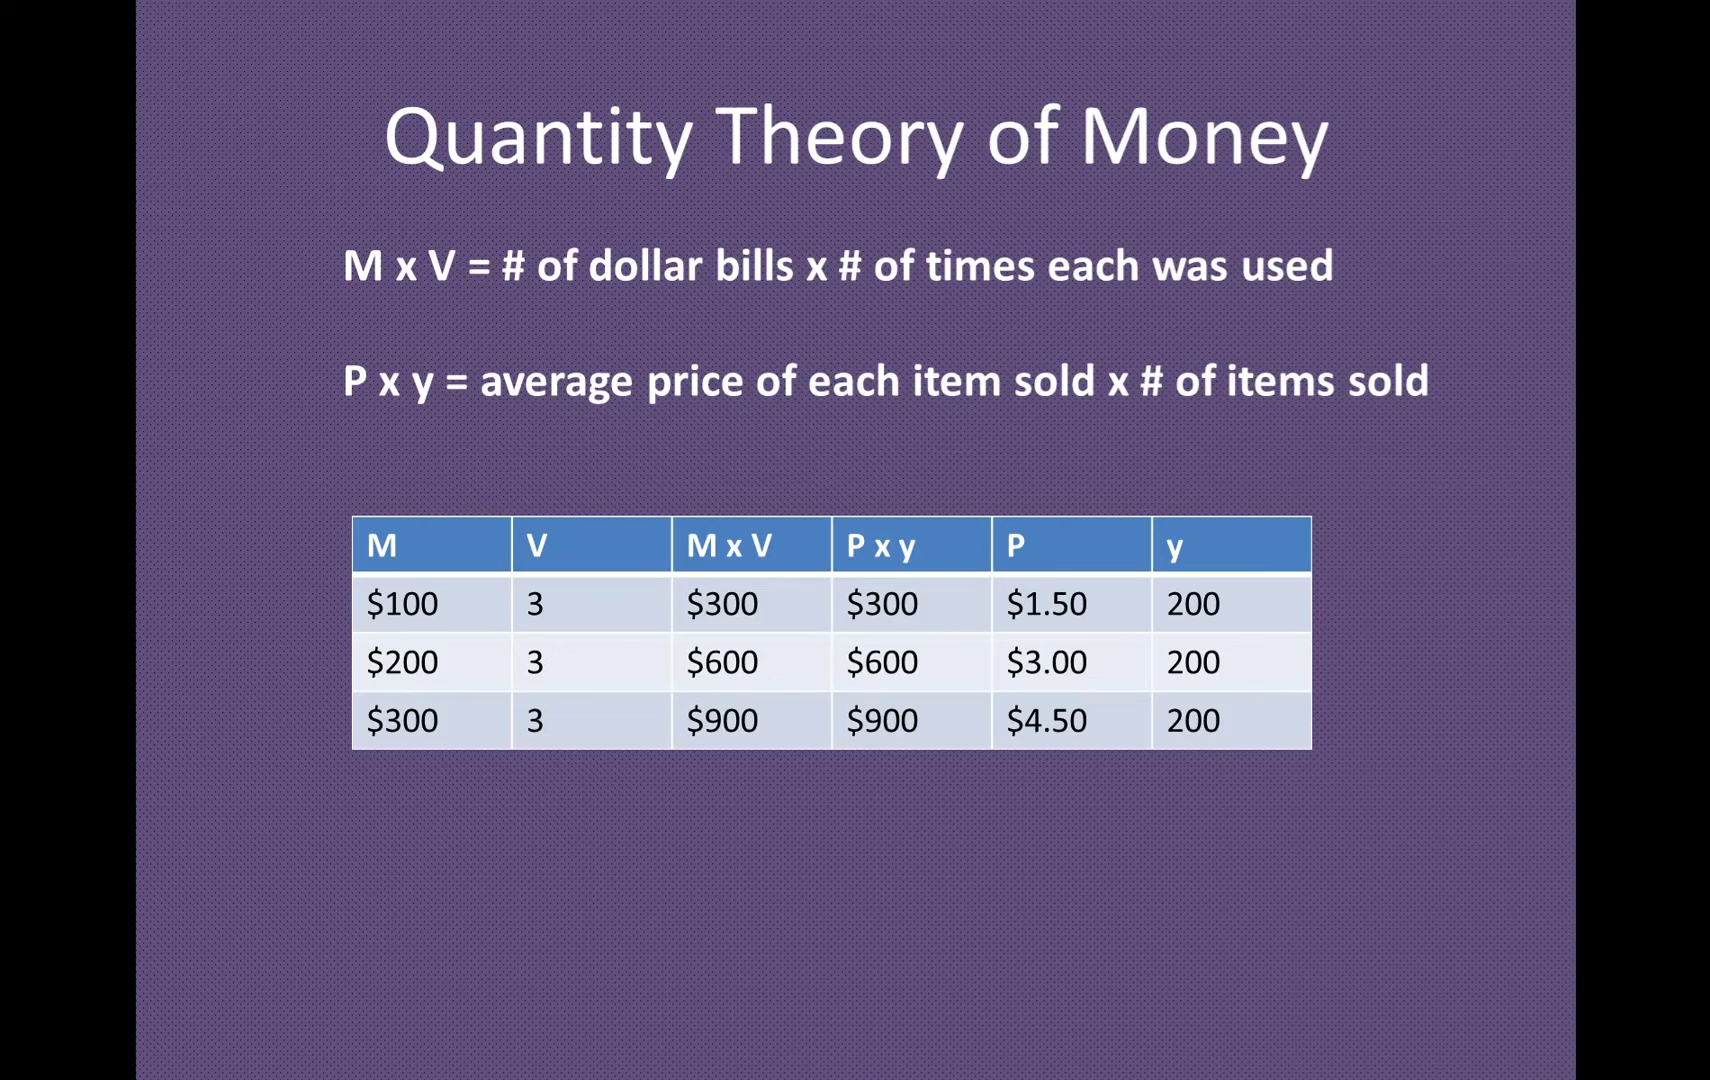 Quantity Theory of Money
M x V = # of dollar bills x # of times each was used
P x y = average price of each item sold x # of items sold
M V M x V P x y P y
$100 3 $300 $300 $1.50 200
$200 3 $600 $600 $3.00 200
$300 3 $900 $900 $4.50 200